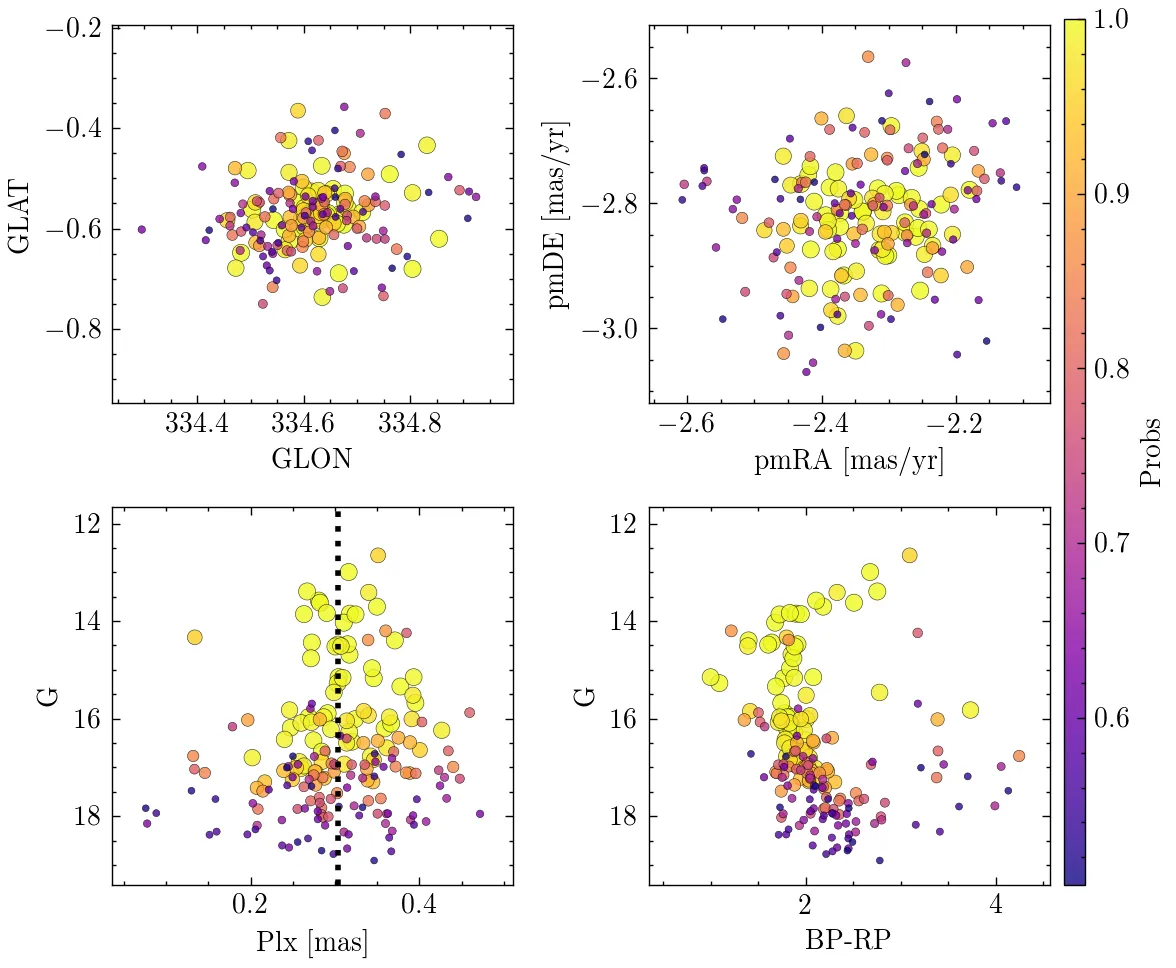 −0.2
−0.4
−0.6
−0.8
GLAT
334.4 334.6 334.8
GLON
−2.6
−2.8
−3.0
pmDE [mas/yr]
−2.6 −2.4 −2.2
pmRA [mas/yr]
12
14
16
18
G
0.2 0.4
Plx [mas]
12
14
16
18
G
2 4
BP-RP
1.0
0.9
0.8
0.7
0.6
Probs